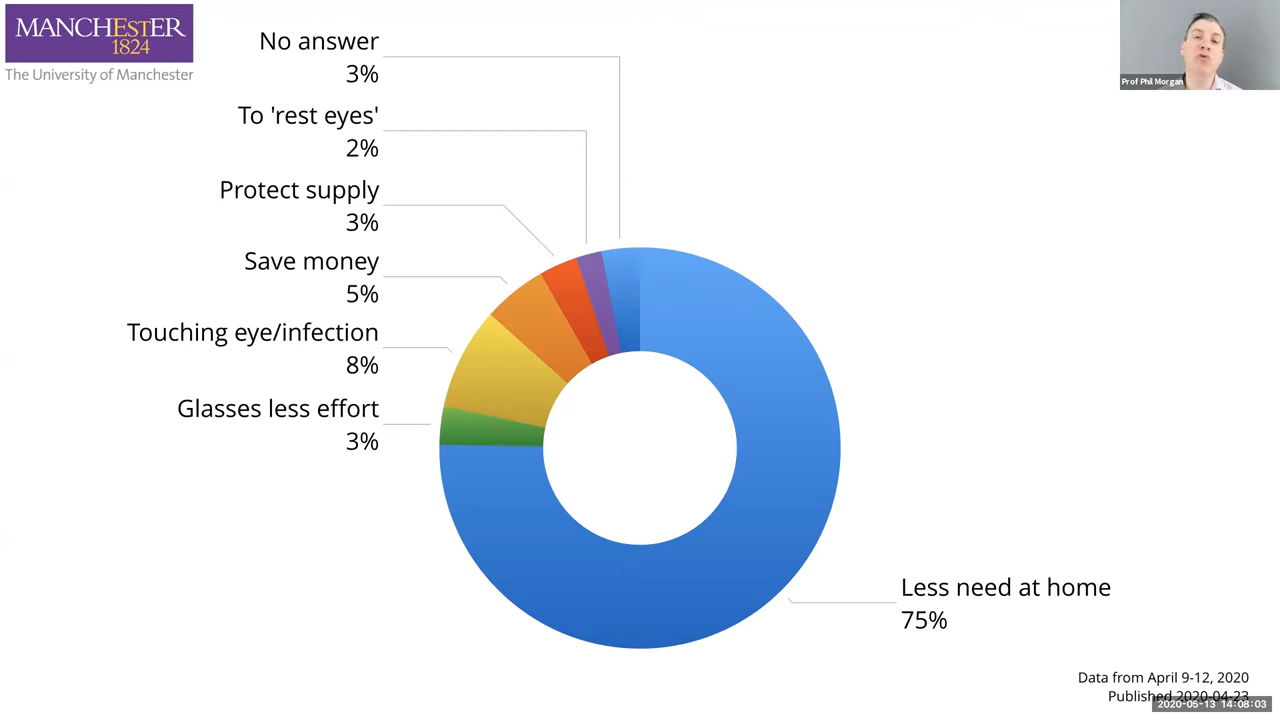 MANCHEStER
1824
The University of Manchester
Prof Phil Morgan
No answer
3%
To 'rest eyes'
2%
Protect supply
3%
Save money
5%
Touching eye/infection
8%
Glasses less effort
3%
Less need at home
75%
Data from April 9-12, 2020
Published 2020-04-23
2020-05-13 14:08:03